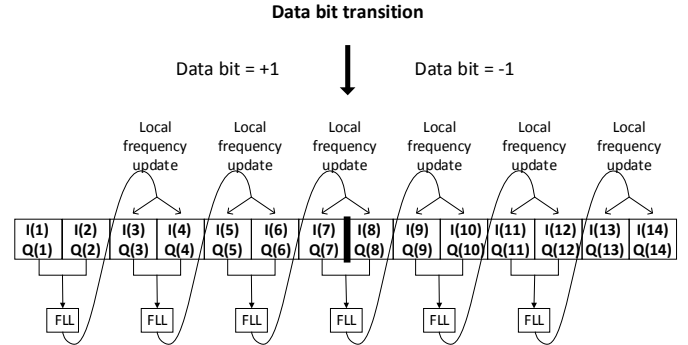 Data bit transition
Data bit = +1
Data bit = -1
Local
frequency
update
Local
frequency
update
Local
frequency
update
Local
frequency
update
Local
frequency
update
Local
frequency
update
I(1) I(2) I(3) I(4) I(5) I(6) I(7) I(8) I(9) I(10) I(11) I(12) I(13) I(14)
Q(1) Q(2) Q(3) Q(4) Q(5) Q(6) Q(7) Q(8) Q(9) Q(10) Q(11) Q(12) Q(13) Q(14)
FLL FLL FLL FLL FLL FLL